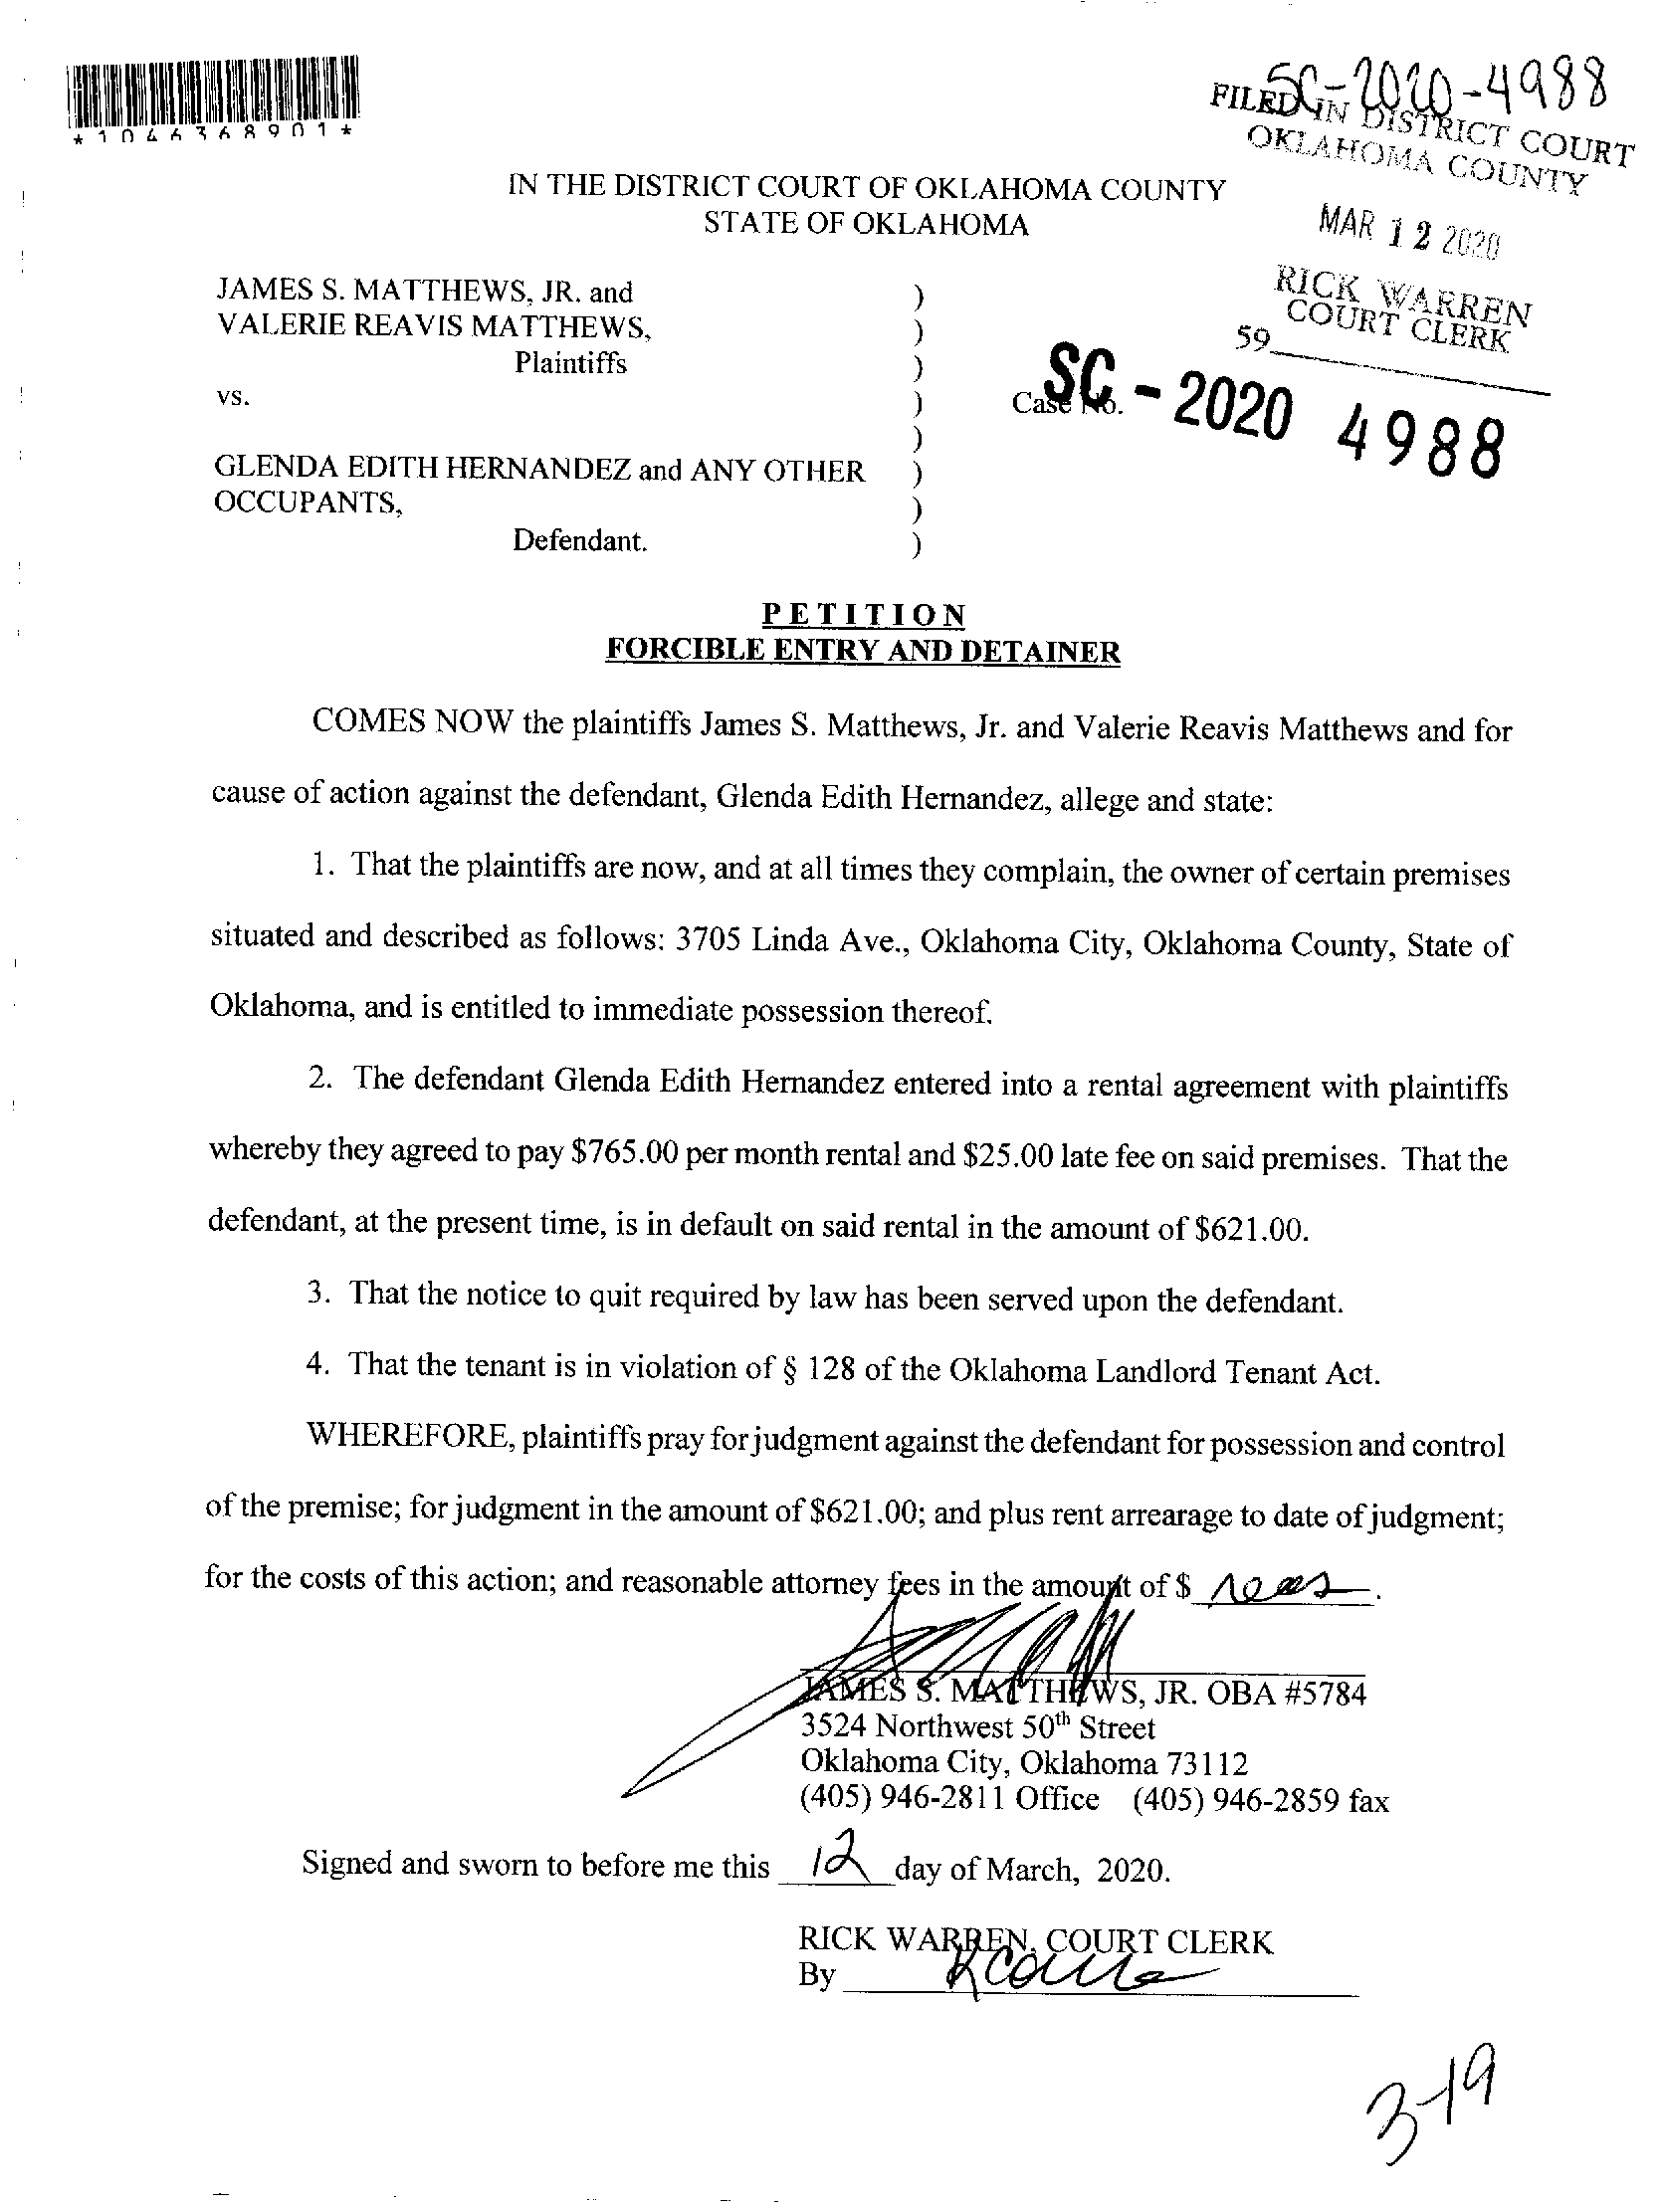 SC-2020-4988
FILED IN DISTRICT COURT
OKLAHOMA COUNTY
MAR 12 2020
RICK WARREN
COURT CLERK
59
*1046368901*
IN THE DISTRICT COURT OF OKLAHOMA COUNTY
STATE OF OKLAHOMA
JAMES S. MATTHEWS, JR. and )
VALERIE REAVIS MATTHEWS, )
Plaintiffs )
vs. ) Case No. SC - 2020 4988
)
GLENDA EDITH HERNANDEZ and ANY OTHER )
OCCUPANTS, )
Defendant. )
PETITION
FORCIBLE ENTRY AND DETAINER
COMES NOW the plaintiffs James S. Matthews, Jr. and Valerie Reavis Matthews and for
cause of action against the defendant, Glenda Edith Hernandez, allege and state:
1. That the plaintiffs are now, and at all times they complain, the owner of certain premises
situated and described as follows: 3705 Linda Ave., Oklahoma City, Oklahoma County, State of
Oklahoma, and is entitled to immediate possession thereof.
2. The defendant Glenda Edith Hernandez entered into a rental agreement with plaintiffs
whereby they agreed to pay $765.00 per month rental and $25.00 late fee on said premises. That the
defendant, at the present time, is in default on said rental in the amount of $621.00.
3. That the notice to quit required by law has been served upon the defendant.
4. That the tenant is in violation of § 128 of the Oklahoma Landlord Tenant Act.
WHEREFORE, plaintiffs pray for judgment against the defendant for possession and control
of the premise; for judgment in the amount of $621.00; and plus rent arrearage to date of judgment;
for the costs of this action; and reasonable attorney fees in the amount of $
JAMES S. MATTHEWS, JR. OBA #5784
3524 Northwest 50th Street
Oklahoma City, Oklahoma 73112
(405) 946-2811 Office (405) 946-2859 fax
Signed and sworn to before me this 12 day of March, 2020.
RICK WARREN, COURT CLERK
By
3-19